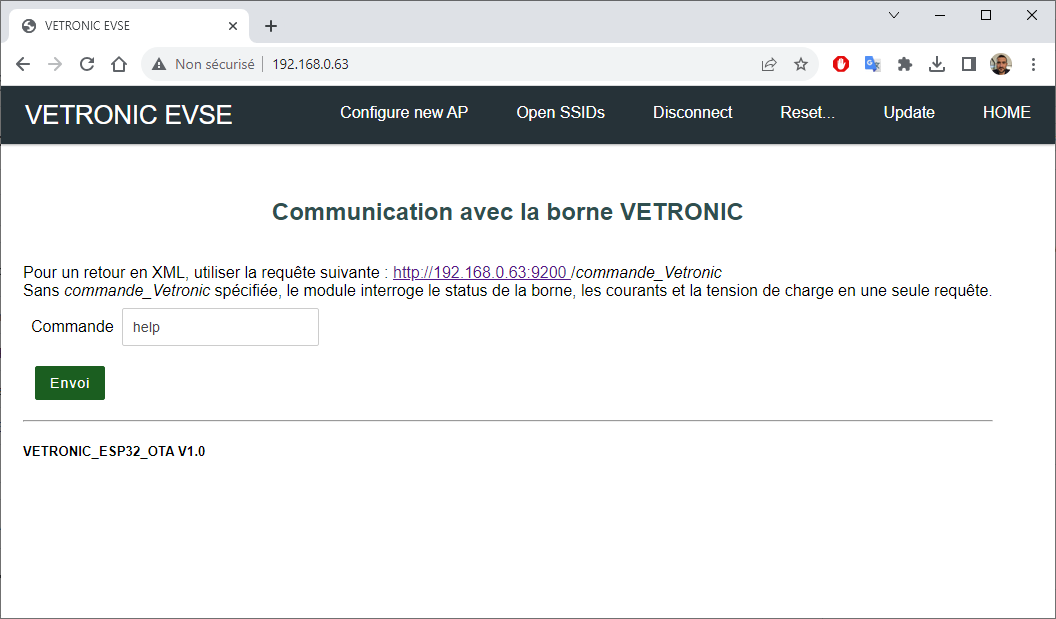 VETRONIC EVSE
Non sécurisé 192.168.0.63
VETRONIC EVSE Configure new AP Open SSIDs Disconnect Reset... Update HOME
Communication avec la borne VETRONIC
Pour un retour en XML, utiliser la requête suivante : http://192.168.0.63:9200 /commande_Vetronic
Sans commande_Vetronic spécifiée, le module interroge le status de la borne, les courants et la tension de charge en une seule requête.
Commande help
Envoi
VETRONIC_ESP32_OTA V1.0